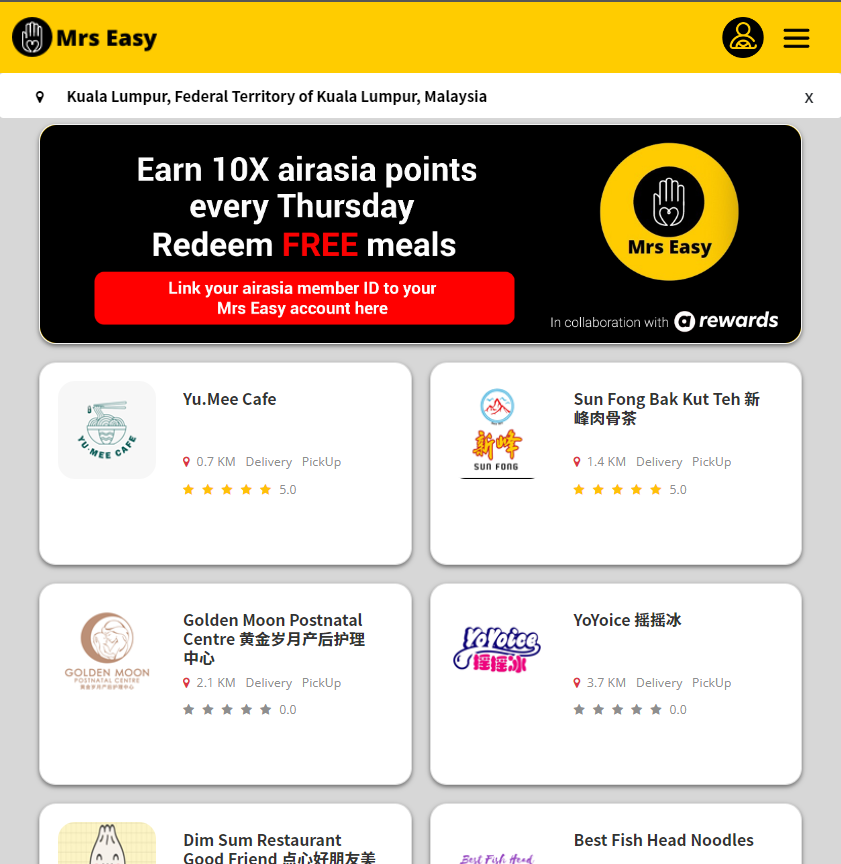 Mrs Easy
Kuala Lumpur, Federal Territory of Kuala Lumpur, Malaysia
X
Earn 10X airasia points
every Thursday
Redeem FREE meals
Link your airasia member ID to your
Mrs Easy account here
Mrs Easy
In collaboration with a rewards
YU.MEE CAFE
Yu.Mee Cafe
0.7 KM Delivery PickUp
5.0
新峰
SUN FONG
Sun Fong Bak Kut Teh 新
峰肉骨茶
1.4 KM Delivery PickUp
5.0
GOLDEN MOON
POSTNATAL CENTRE
黄金岁月产后护理中心
Golden Moon Postnatal
Centre 黄金岁月产后护理
中心
2.1 KM Delivery PickUp
0.0
YoYoice
摇摇冰
YoYoice 摇摇冰
3.7 KM Delivery PickUp
0.0
Dim Sum Restaurant
Good Friend 点心好朋友美
Best Fish Head
Best Fish Head Noodles